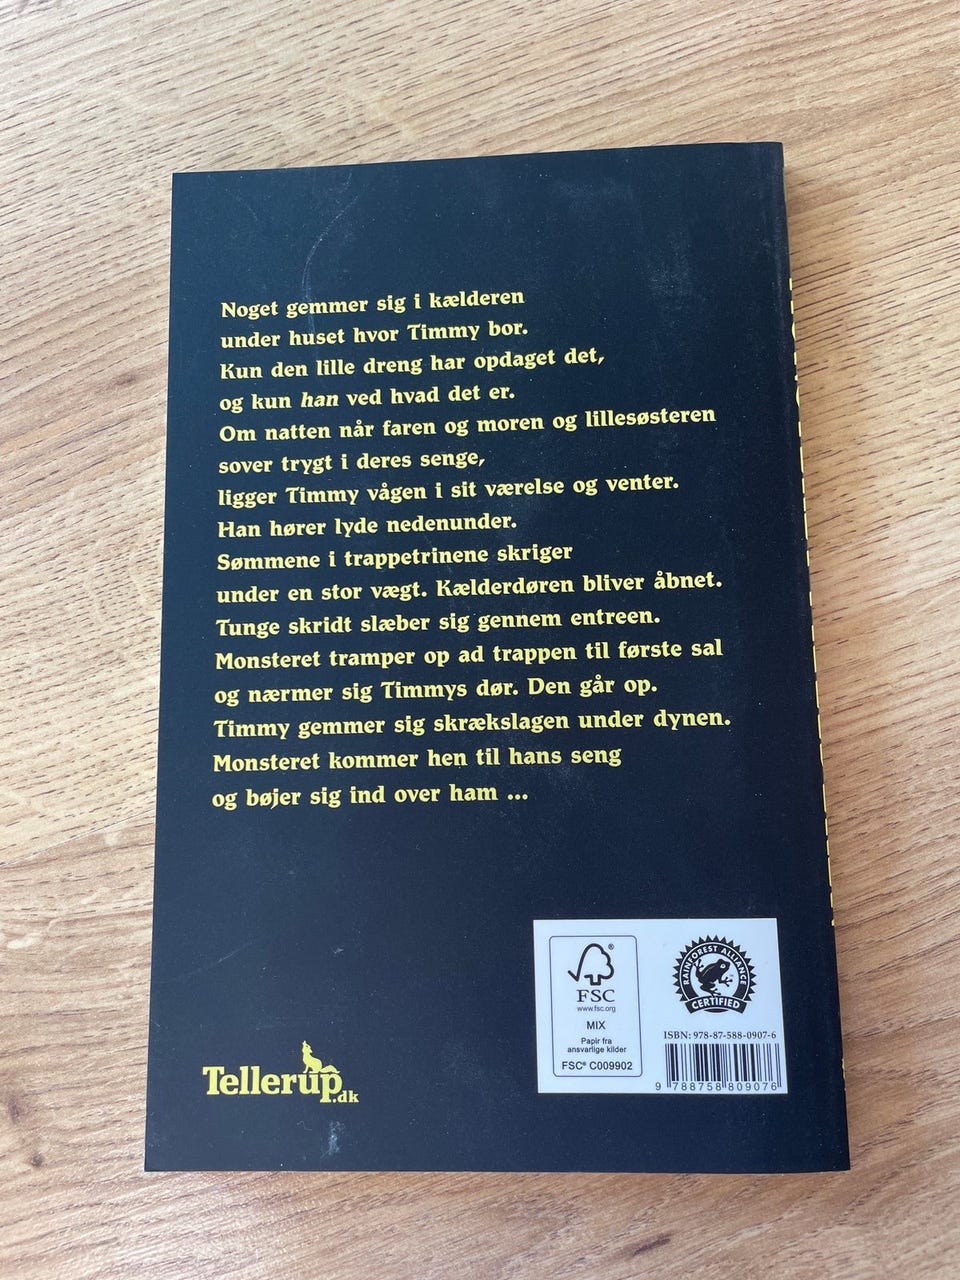 Noget gemmer sig i kælderen
under huset hvor Timmy bor.
Kun den lille dreng har opdaget det,
og kun han ved hvad det er.
Om natten når faren og moren og lillesøsteren
sover trygt i deres senge,
ligger Timmy vågen i sit værelse og venter.
Han hører lyde nedenunder.
Sømmene i trappetrinene skriger
under en stor vægt. Kælderdøren bliver åbnet.
Tunge skridt slæber sig gennem entreen.
Monsteret tramper op ad trappen til første sal
og nærmer sig Timmys dør. Den går op.
Timmy gemmer sig skrækslagen under dynen.
Monsteret kommer hen til hans seng
og bøjer sig ind over ham ...
Tellerup.dk
®
FSC
www.fsc.org
MIX
Papir fra
ansvarlige kilder
FSC® C009902
RAINFOREST ALLIANCE
CERTIFIED
ISBN: 978-87-588-0907-6
9 788758 809076